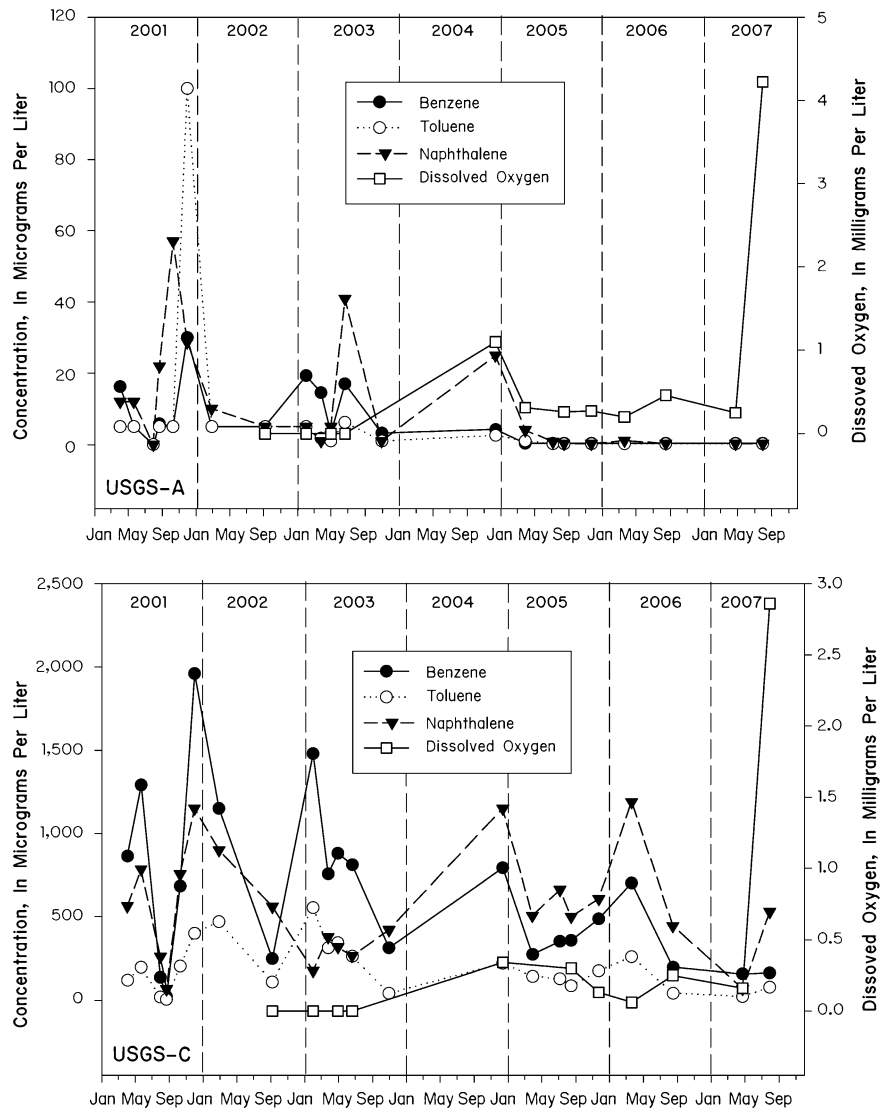 120
100
80
60
40
20
0
Concentration, In Micrograms Per Liter
2001 2002 2003 2004 2005 2006 2007
Benzene
Toluene
Naphthalene
Dissolved Oxygen
USGS-A
5
4
3
2
1
0
Dissoved Oxygen, In Milligrams Per Liter
Jan May Sep Jan May Sep Jan May Sep Jan May Sep Jan May Sep Jan May Sep Jan May Sep
2,500
2,000
1,500
1,000
500
0
Concentration, In Micrograms Per Liter
2001 2002 2003 2004 2005 2006 2007
Benzene
Toluene
Naphthalene
Dissolved Oxygen
USGS-C
3.0
2.5
2.0
1.5
1.0
0.5
0.0
Dissolved Oxygen, In Milligrams Per Liter
Jan May Sep Jan May Sep Jan May Sep Jan May Sep Jan May Sep Jan May Sep Jan May Sep